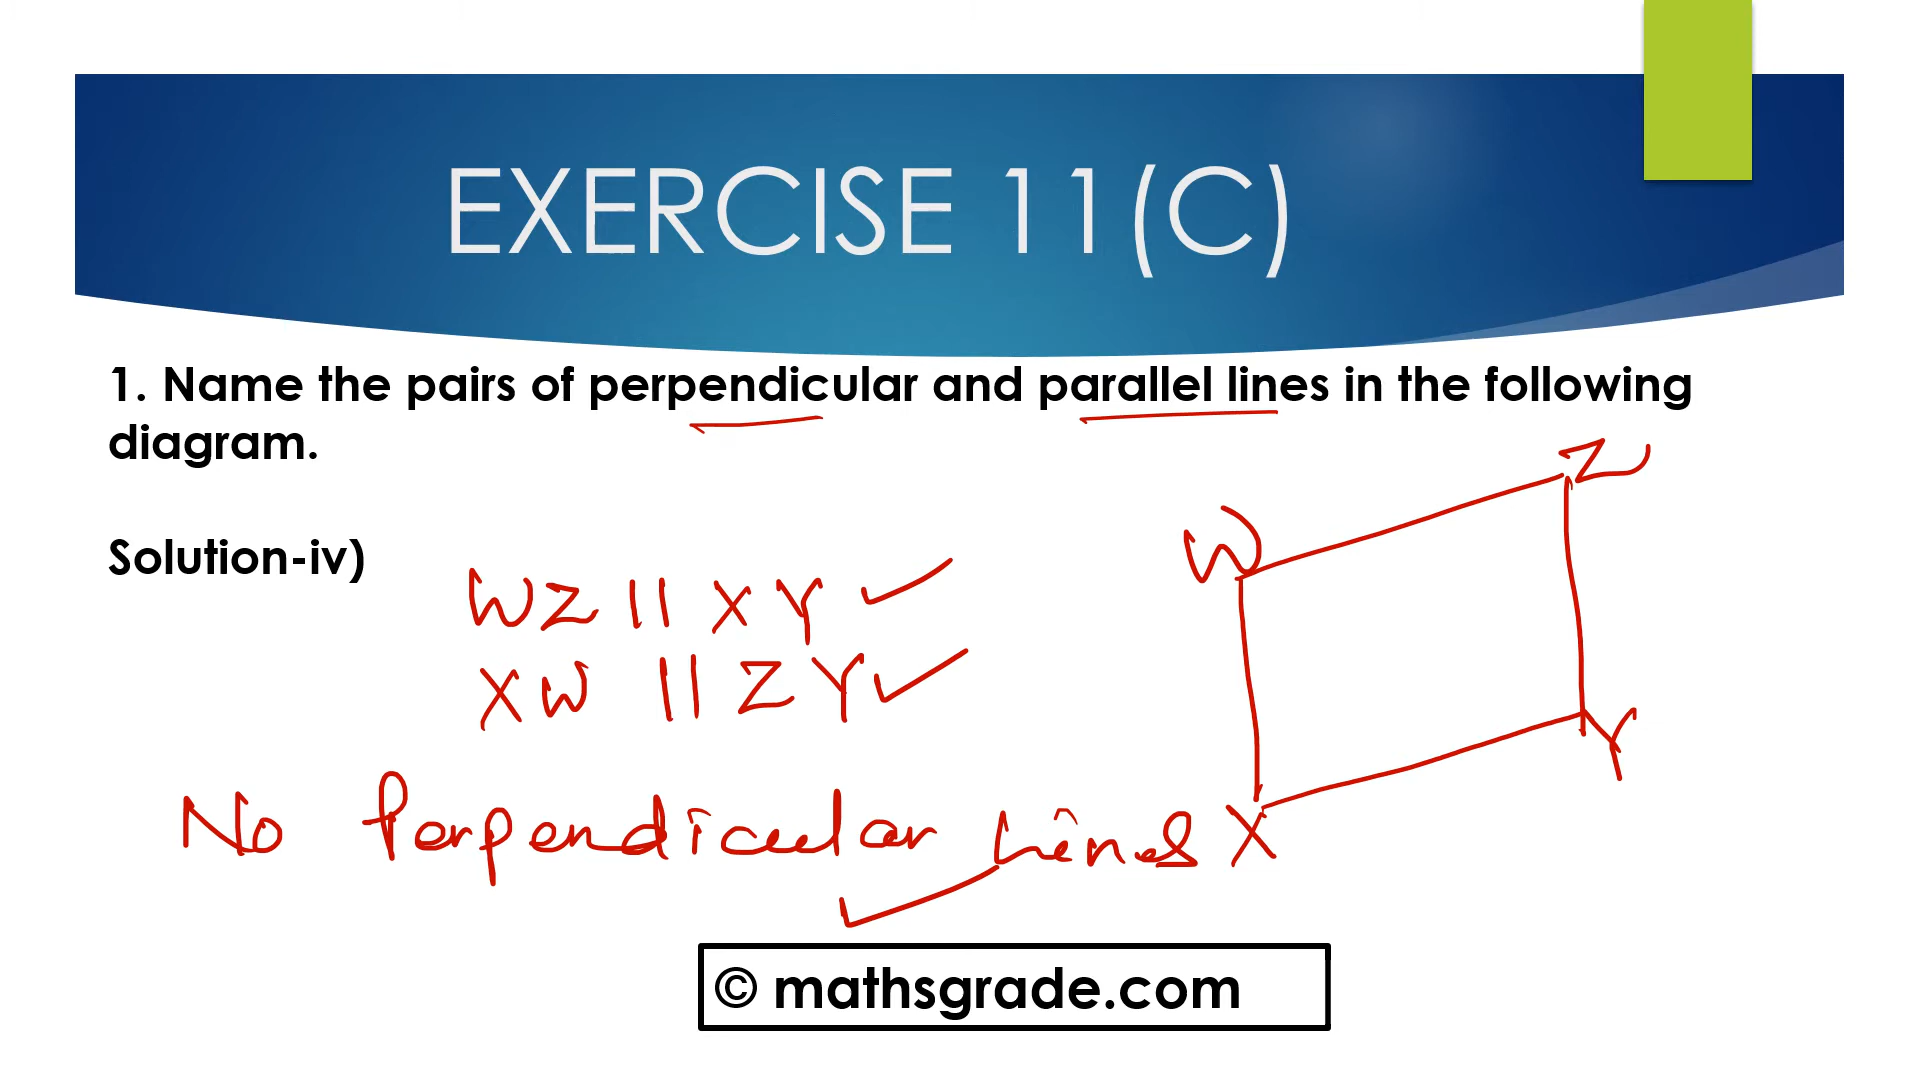 EXERCISE 11(C)
1. Name the pairs of perpendicular and parallel lines in the following
diagram.
Solution-iv)
WZ || XY
XW || ZY
No Perpendicular Lines
W
Z
X
Y
© mathsgrade.com